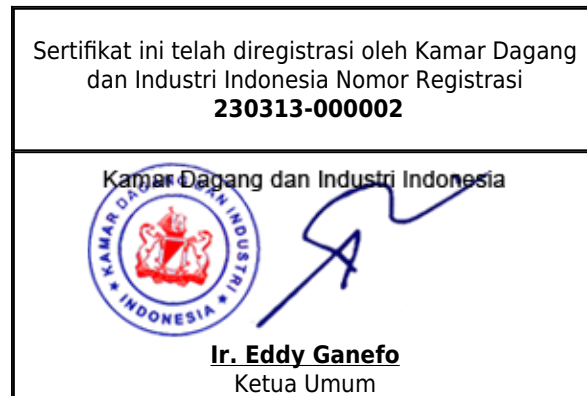 Sertifikat ini telah diregistrasi oleh Kamar Dagang
dan Industri Indonesia Nomor Registrasi
230313-000002
Kamar Dagang dan Industri Indonesia
KAMAR DAGANG DAN INDUSTRI
INDONESIA
Ir. Eddy Ganefo
Ketua Umum